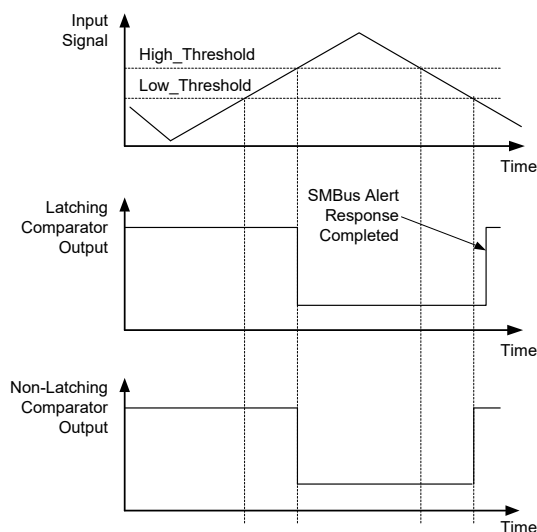 Input
Signal
High_Threshold
Low_Threshold
Time
Latching
Comparator
Output
SMBus Alert
Response
Completed
Time
Non-Latching
Comparator
Output
Time